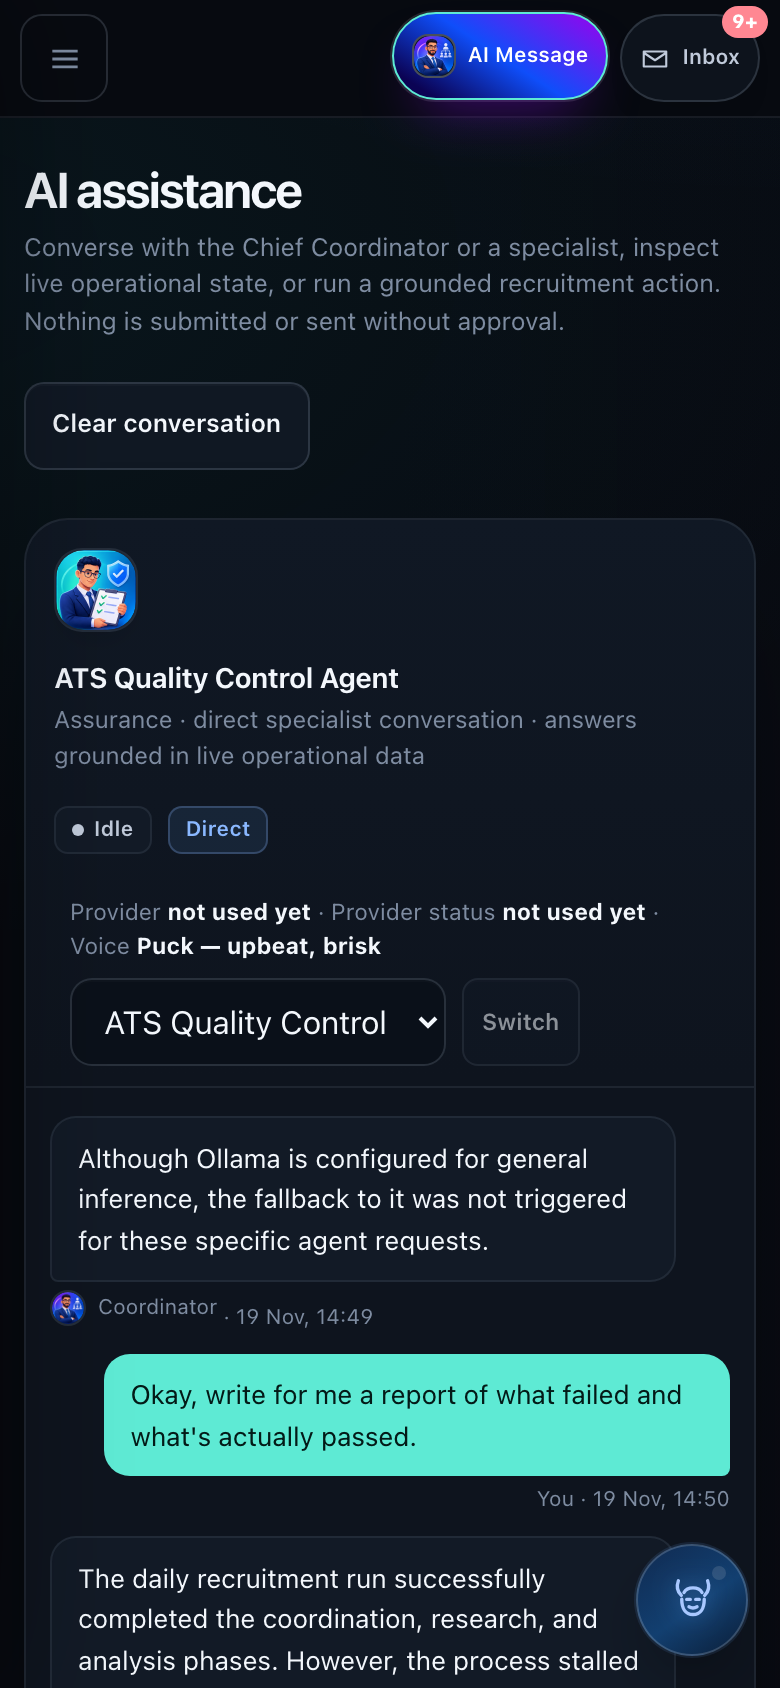 AI Message
Inbox
9+
AI assistance
Converse with the Chief Coordinator or a specialist, inspect
live operational state, or run a grounded recruitment action.
Nothing is submitted or sent without approval.
Clear conversation
ATS Quality Control Agent
Assurance · direct specialist conversation · answers
grounded in live operational data
Idle
Direct
Provider not used yet · Provider status not used yet ·
Voice Puck — upbeat, brisk
ATS Quality Control
Switch
Although Ollama is configured for general
inference, the fallback to it was not triggered
for these specific agent requests.
Coordinator · 19 Nov, 14:49
Okay, write for me a report of what failed and
what's actually passed.
You · 19 Nov, 14:50
The daily recruitment run successfully
completed the coordination, research, and
analysis phases. However, the process stalled